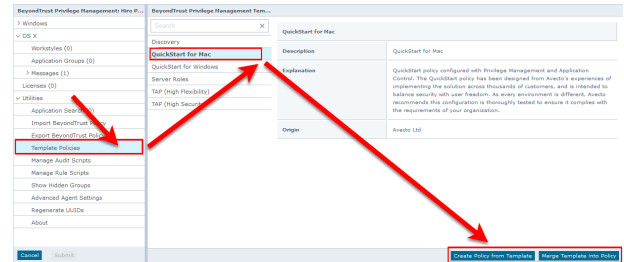 BeyondTrust Privilege Management: Hiro P...
Windows
OS X
Workstyles (0)
Application Groups (0)
Messages (1)
Licenses (0)
Utilities
Application Search (0)
Import BeyondTrust Policy
Export BeyondTrust Policy
Template Policies
Manage Audit Scripts
Manage Rule Scripts
Show Hidden Groups
Advanced Agent Settings
Regenerate UUIDs
About
Cancel
Submit
BeyondTrust Privilege Management Tem...
Search
Discovery
QuickStart for Mac
QuickStart for Windows
Server Roles
TAP (High Flexibility)
TAP (High Security)
QuickStart for Mac
Description
QuickStart for Mac
Explanation
QuickStart policy configured with Privilege Management and Application
Control. The QuickStart policy has been designed from Avecto's experiences of
implementing the solution across thousands of customers, and is intended to
balance security with user freedom. As every environment is different, Avecto
recommends this configuration is thoroughly tested to ensure it complies with
the requirements of your organization.
Origin
Avecto Ltd
Create Policy from Template
Merge Template into Policy